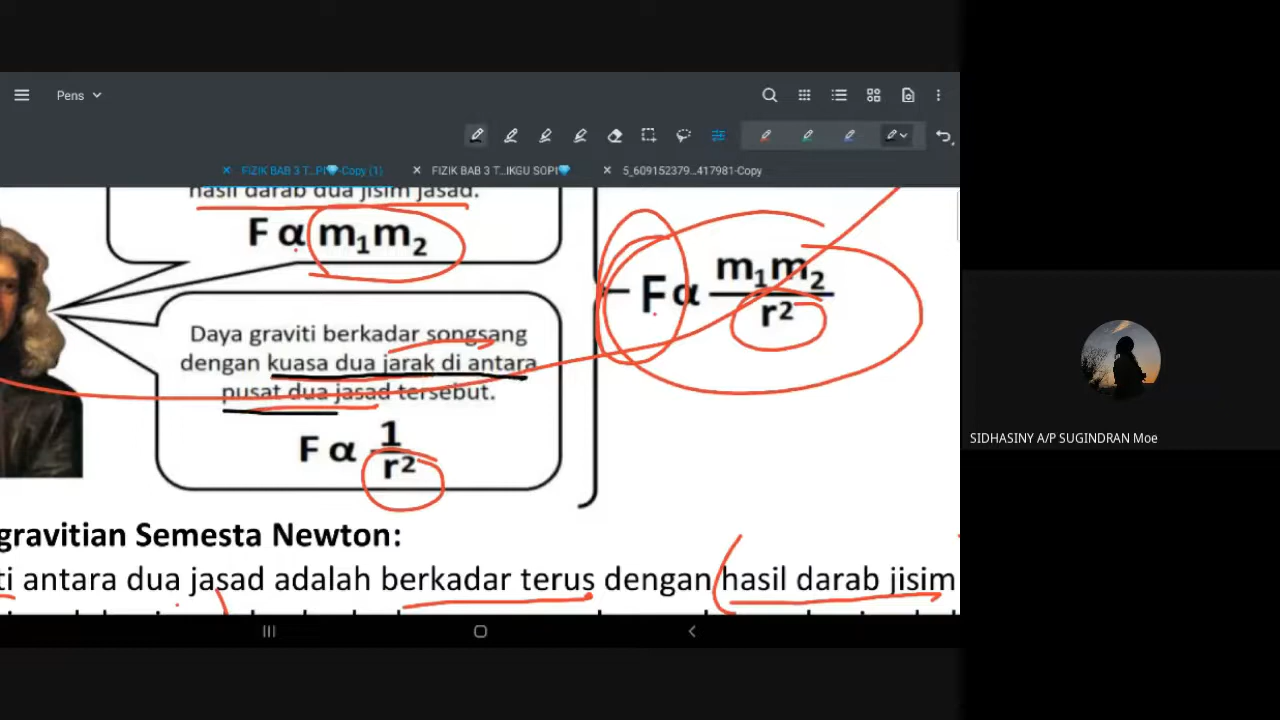 Pens
FIZIK BAB 3 T...PI💎-Copy (1)
FIZIK BAB 3 T...IKGU SOPI💎
5_609152379...417981-Copy
hasil darab dua jisim jasad.
F α m₁m₂
Daya graviti berkadar songsang
dengan kuasa dua jarak di antara
pusat dua jasad tersebut.
F α 1
r²
F α m₁m₂
r²
gravitian Semesta Newton:
ti antara dua jasad adalah berkadar terus dengan hasil darab jisim
SIDHASINY A/P SUGINDRAN Moe